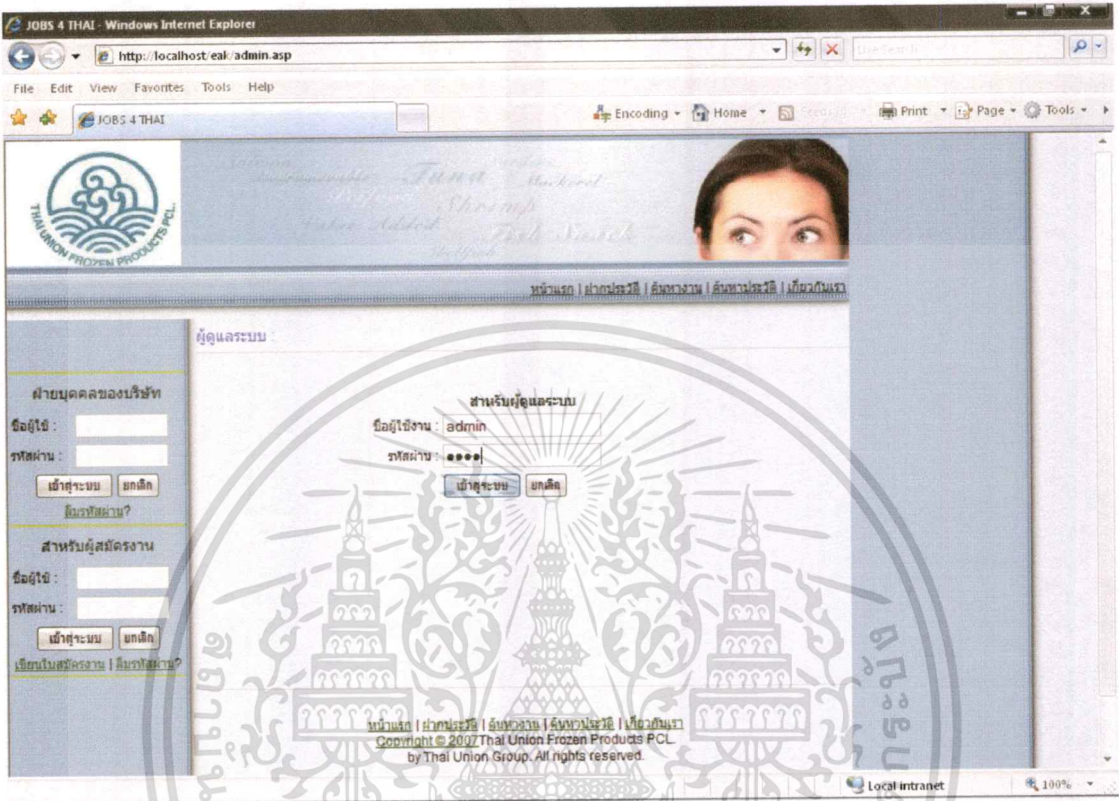 JOBS 4 THAI - Windows Internet Explorer
http://localhost/eak/admin.asp
Live Search
File Edit View Favorites Tools Help
JOBS 4 THAI
Encoding Home Print Page Tools
THAI UNION FROZEN PRODUCTS PCL.
Tuna
Mackerel
Shrimp
Value Added
หน้าแรก | ฝากประวัติ | ค้นหางาน | ค้นหาประวัติ | เกี่ยวกับเรา
ผู้ดูแลระบบ :
ฝ่ายบุคคลของบริษัท
ชื่อผู้ใช้ :
รหัสผ่าน :
เข้าสู่ระบบ ยกเลิก
ลืมรหัสผ่าน?
สำหรับผู้สมัครงาน
ชื่อผู้ใช้ :
รหัสผ่าน :
เข้าสู่ระบบ ยกเลิก
เขียนใบสมัครงาน | ลืมรหัสผ่าน?
สำหรับผู้ดูแลระบบ
ชื่อผู้ใช้งาน : admin
รหัสผ่าน : ●●●●
เข้าสู่ระบบ ยกเลิก
หน้าแรก | ฝากประวัติ | ค้นหางาน | ค้นหาประวัติ | เกี่ยวกับเรา
Copyright © 2007 Thai Union Frozen Products PCL.
by Thai Union Group. All rights reserved.
Local intranet 100%